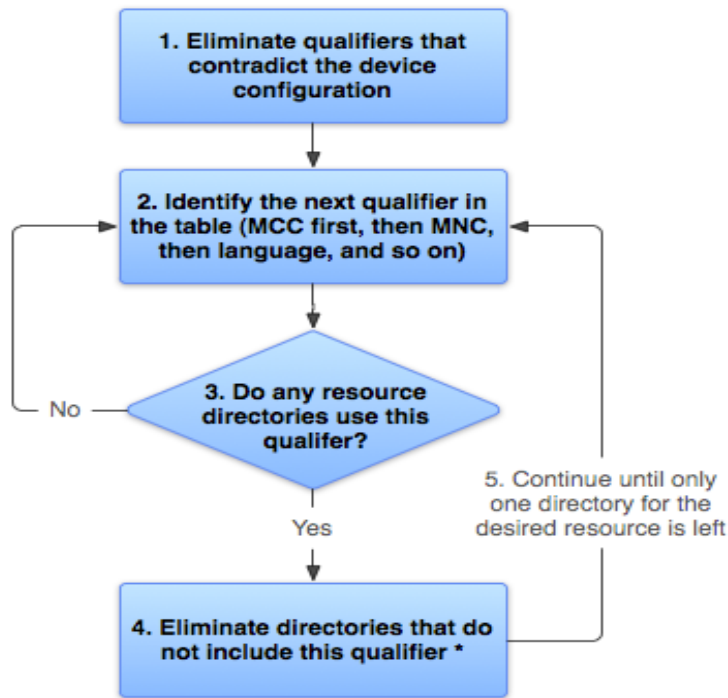 1. Eliminate qualifiers that
contradict the device
configuration
2. Identify the next qualifier in
the table (MCC first, then MNC,
then language, and so on)
3. Do any resource
directories use this
qualifer?
No
Yes
5. Continue until only
one directory for the
desired resource is left
4. Eliminate directories that do
not include this qualifier *